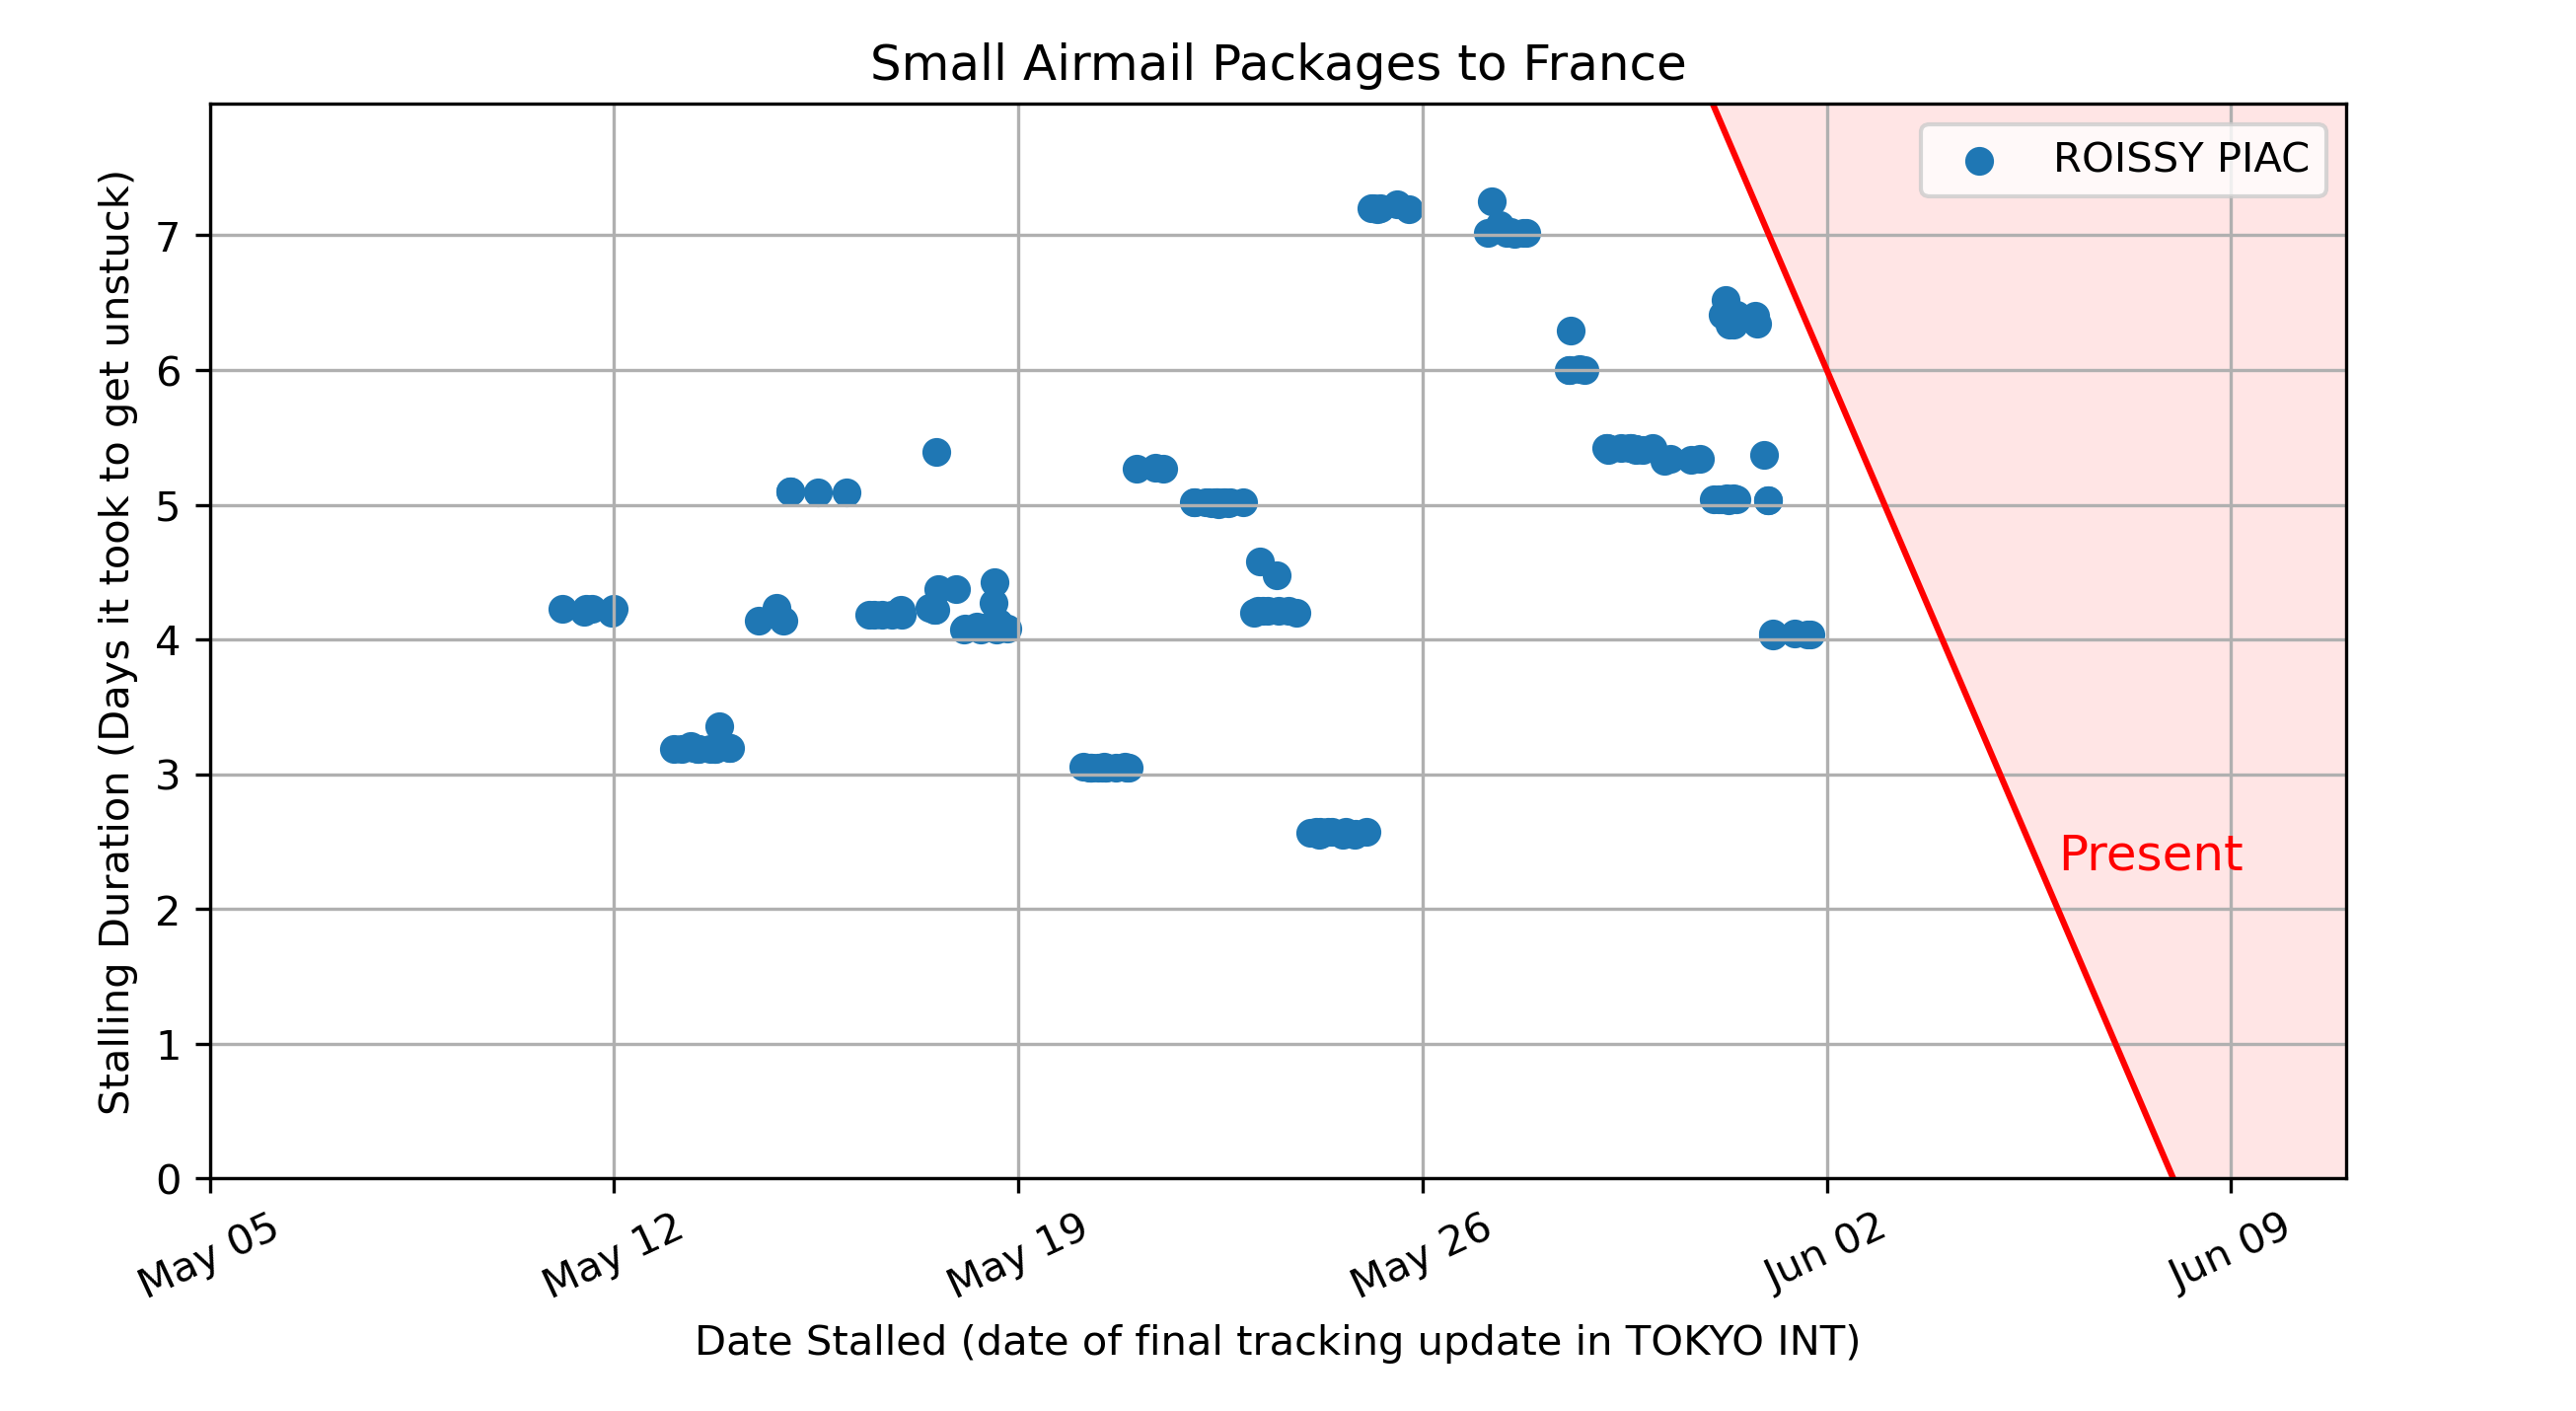 Small Airmail Packages to France
Stalling Duration (Days it took to get unstuck)
7
6
5
4
3
2
1
0
ROISSY PIAC
Present
May 05
May 12
May 19
May 26
Jun 02
Jun 09
Date Stalled (date of final tracking update in TOKYO INT)